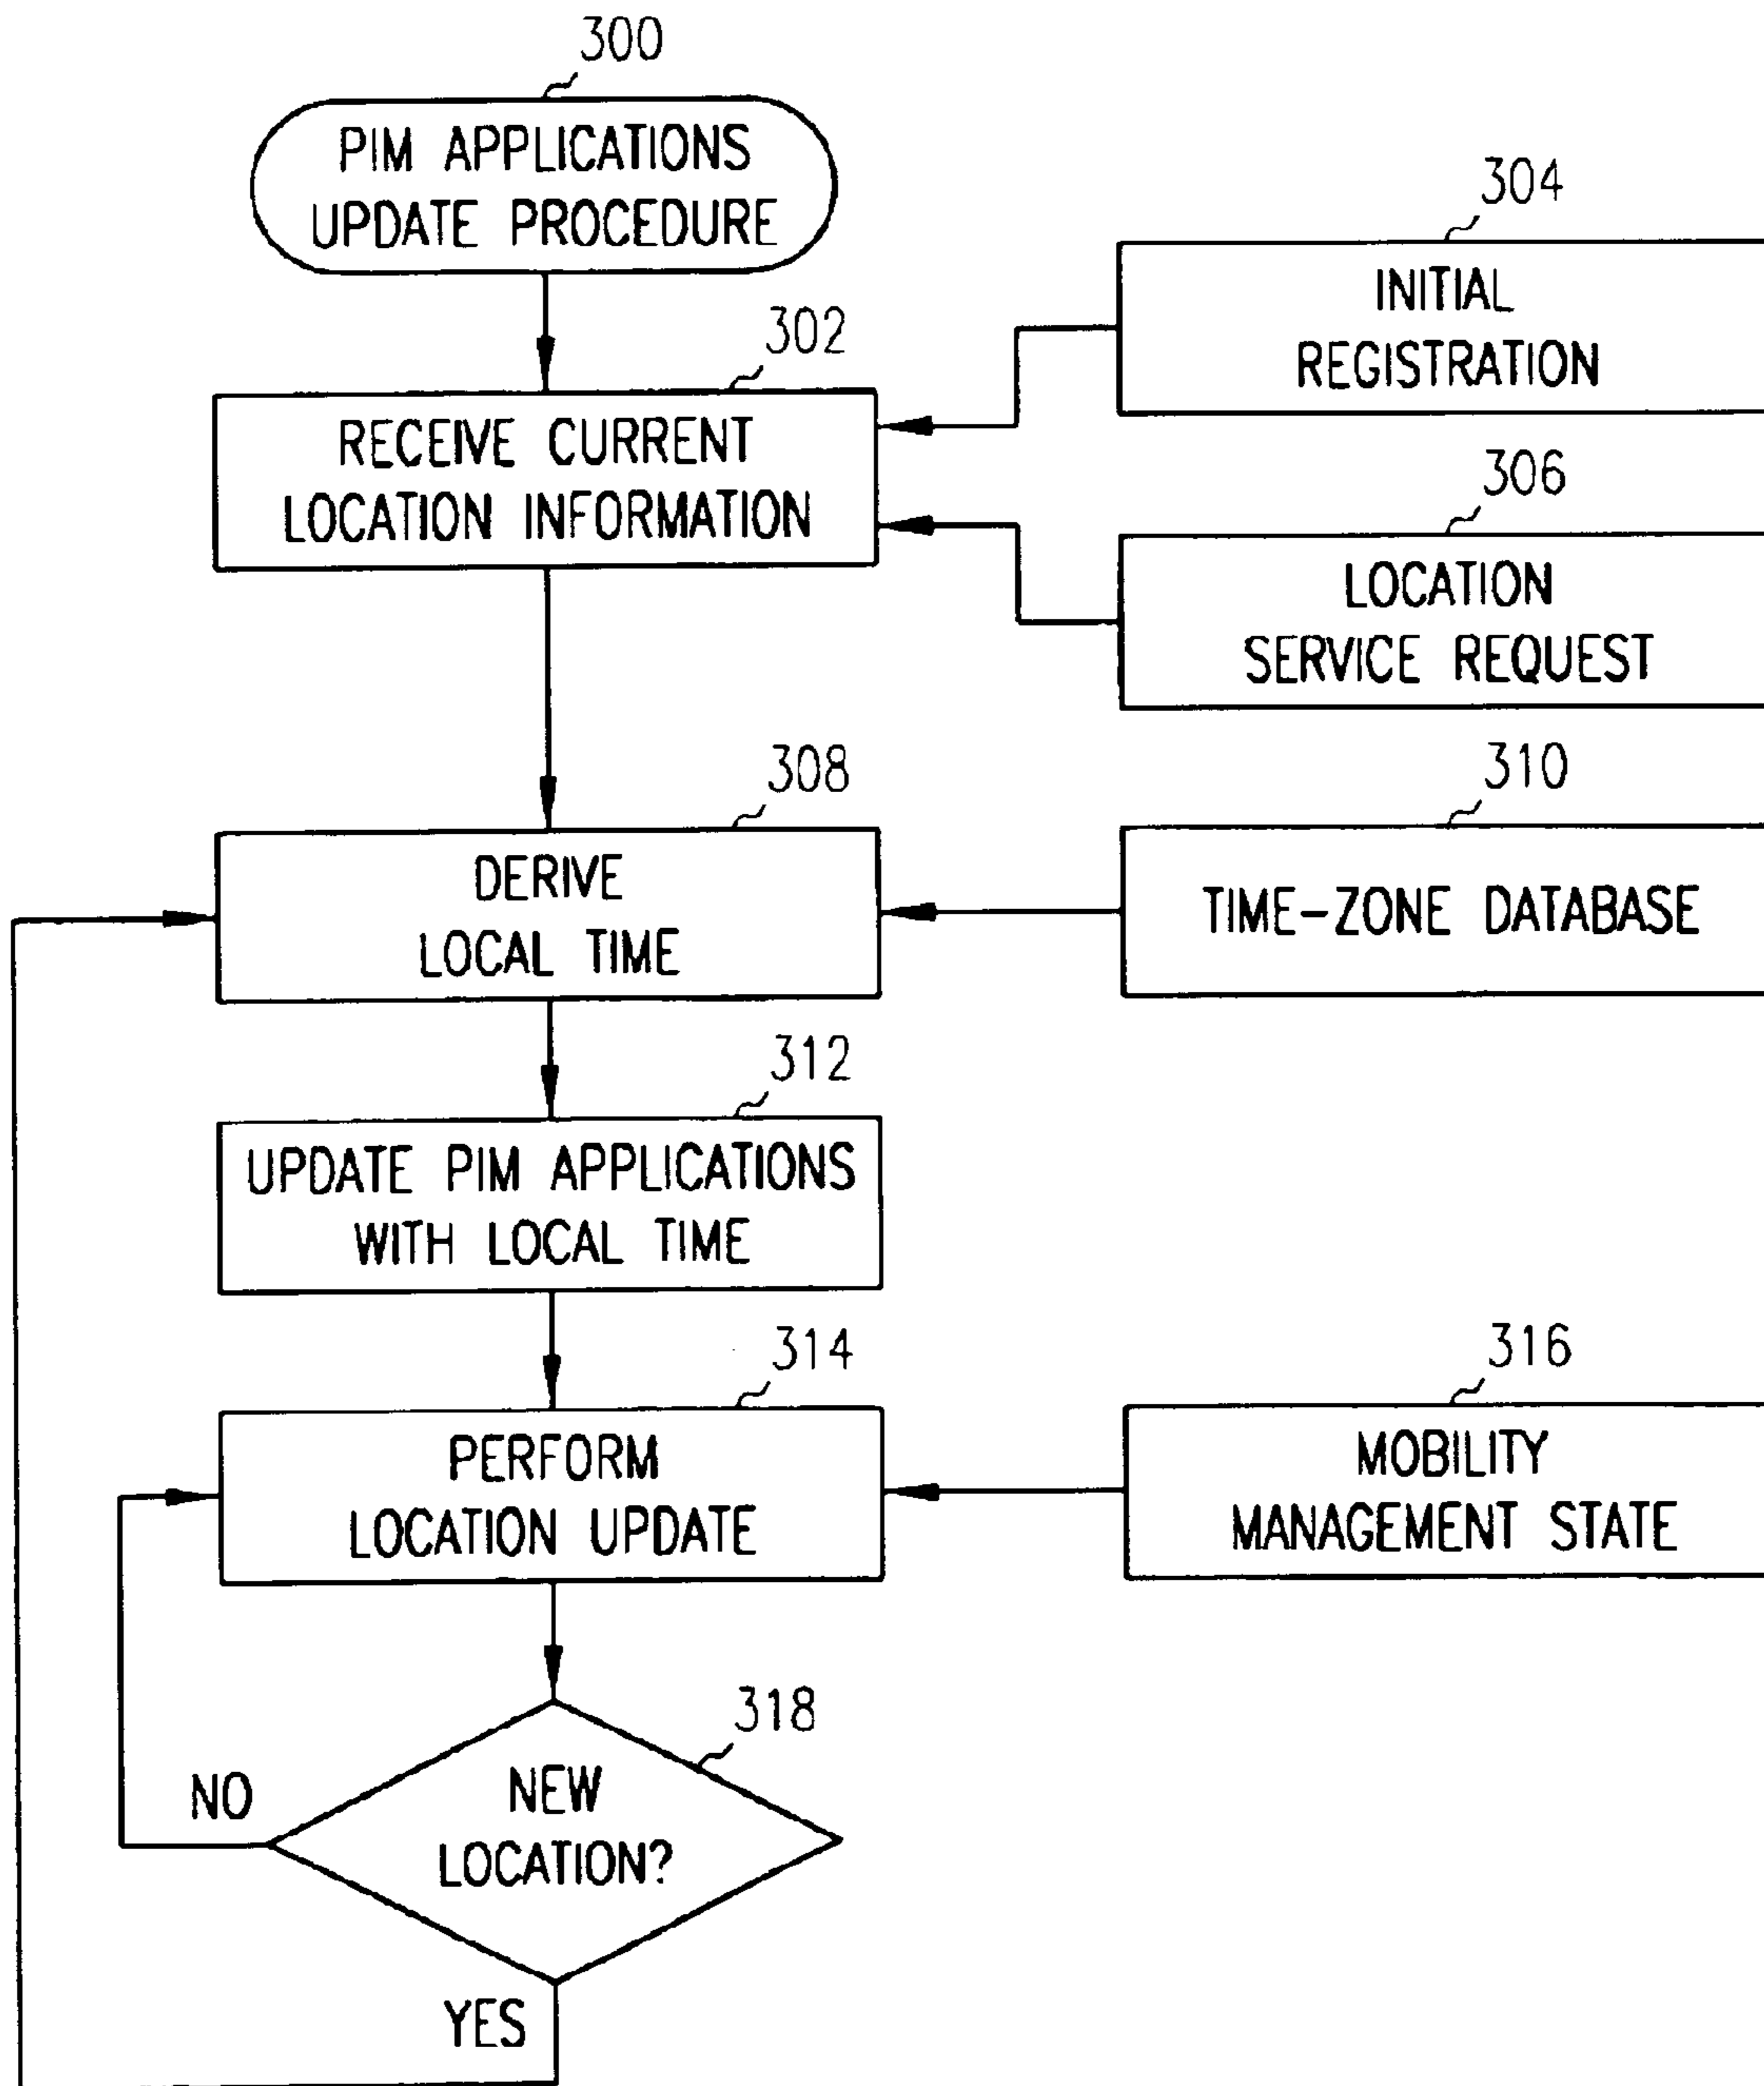 300
PIM APPLICATIONS
UPDATE PROCEDURE
304
INITIAL
REGISTRATION
302
RECEIVE CURRENT
LOCATION INFORMATION
306
LOCATION
SERVICE REQUEST
308
DERIVE
LOCAL TIME
310
TIME-ZONE DATABASE
312
UPDATE PIM APPLICATIONS
WITH LOCAL TIME
314
PERFORM
LOCATION UPDATE
316
MOBILITY
MANAGEMENT STATE
318
NEW
LOCATION?
NO
YES